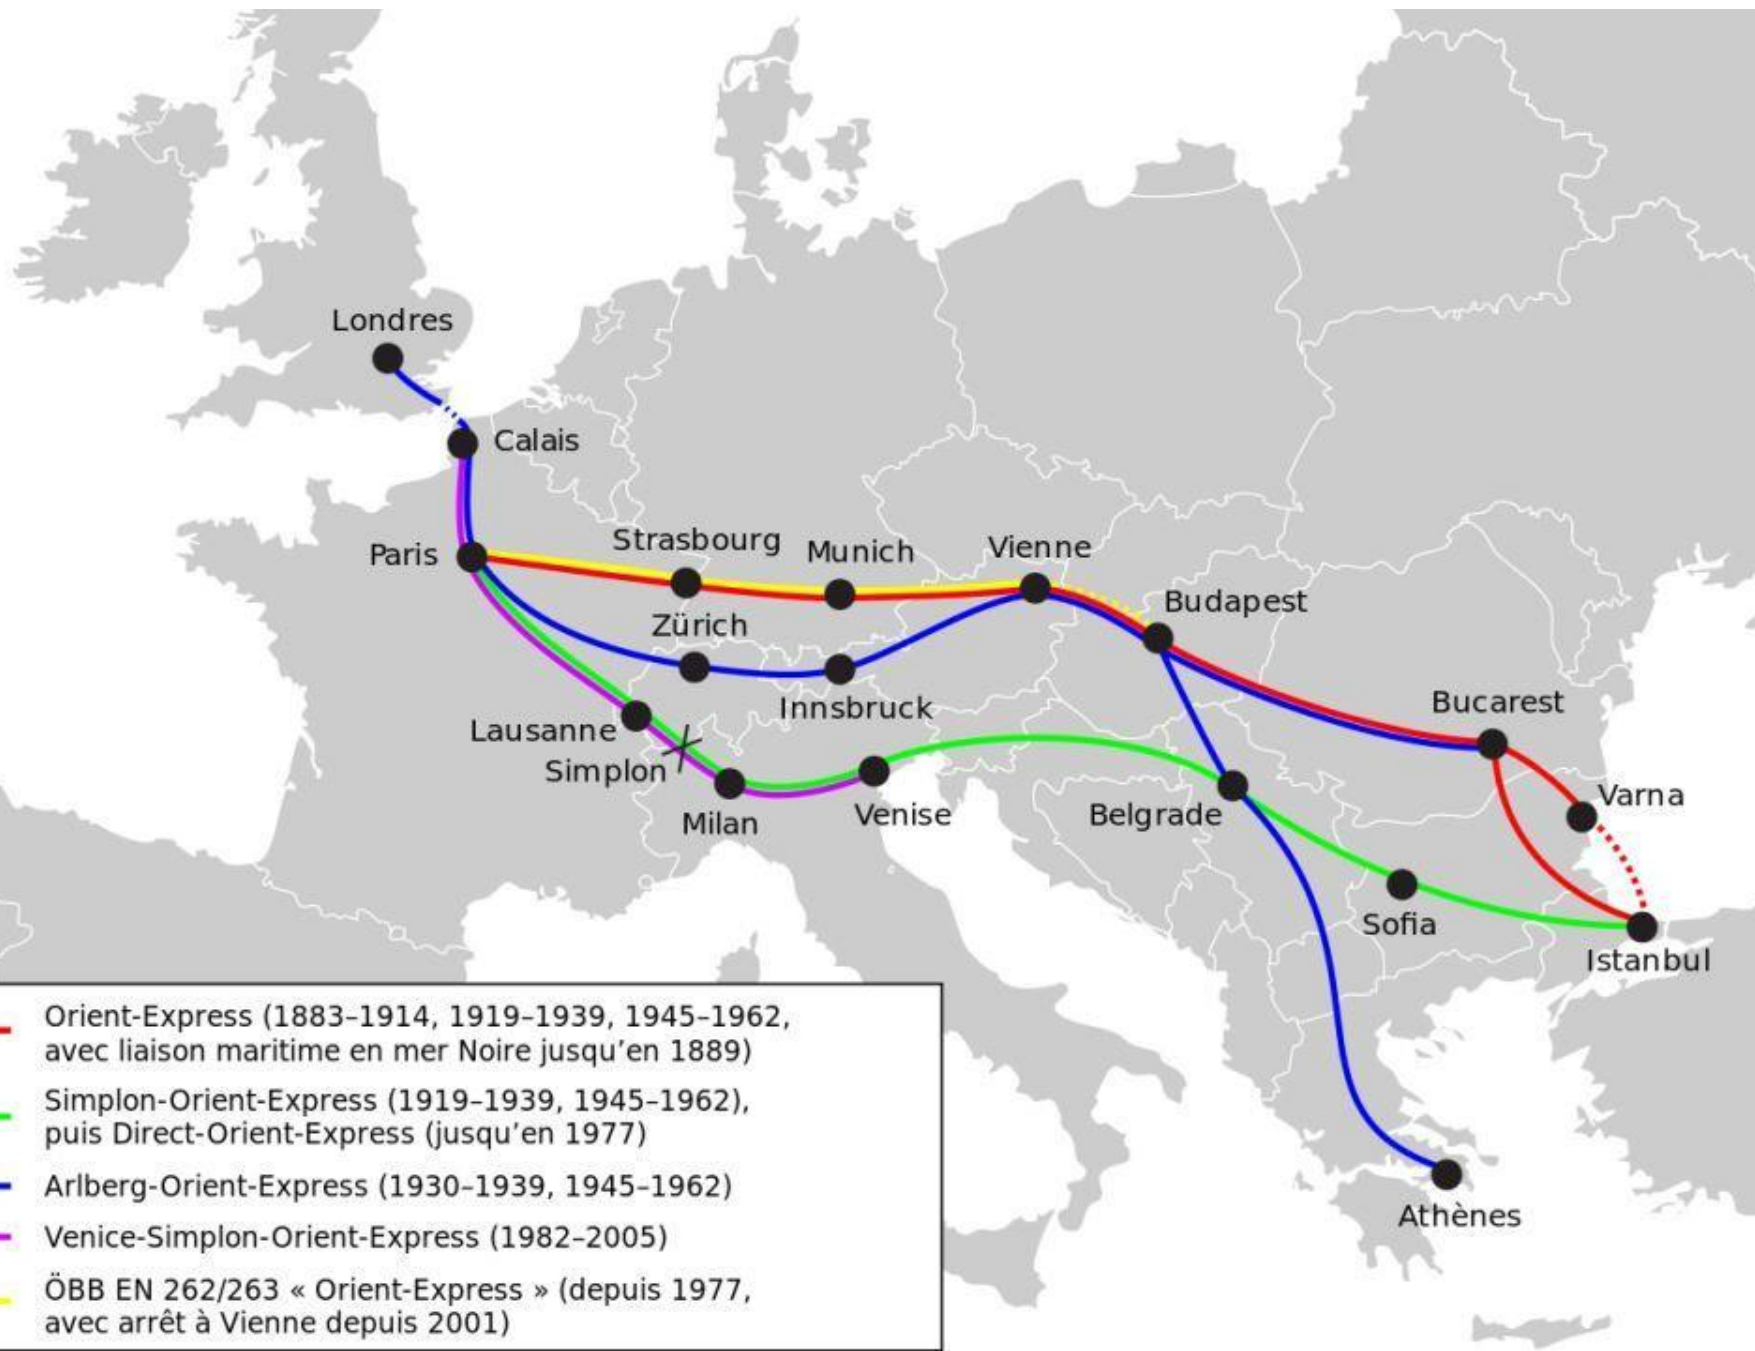 Londres
Calais
Paris
Strasbourg
Munich
Vienne
Budapest
Zürich
Innsbruck
Lausanne
Simplon
Milan
Venise
Belgrade
Bucarest
Varna
Sofia
Istanbul
Athènes
Orient-Express (1883–1914, 1919–1939, 1945–1962,
avec liaison maritime en mer Noire jusqu’en 1889)
Simplon-Orient-Express (1919–1939, 1945–1962),
puis Direct-Orient-Express (jusqu’en 1977)
Arlberg-Orient-Express (1930–1939, 1945–1962)
Venice-Simplon-Orient-Express (1982–2005)
ÖBB EN 262/263 « Orient-Express » (depuis 1977,
avec arrêt à Vienne depuis 2001)